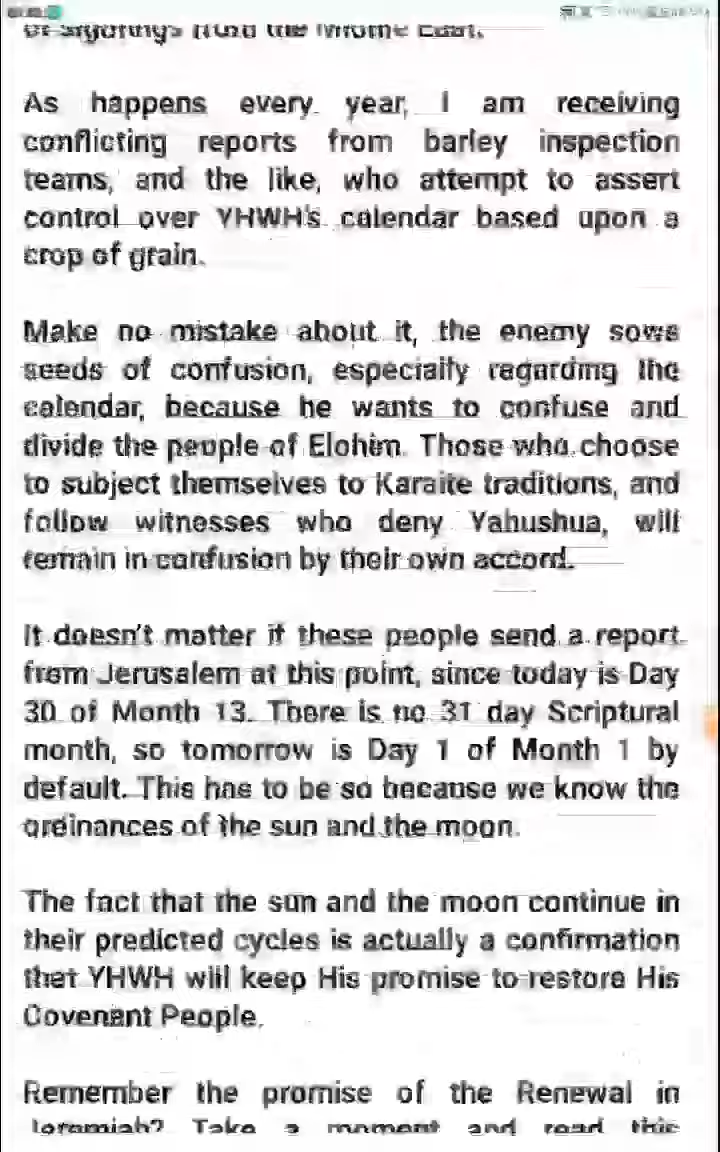 As happens every year, I am receiving
conflicting reports from barley inspection
teams, and the like, who attempt to assert
control over YHWH's calendar based upon a
crop of grain.
Make no mistake about it, the enemy sows
seeds of confusion, especially regarding the
calendar, because he wants to confuse and
divide the people of Elohim. Those who choose
to subject themselves to Karaite traditions, and
follow witnesses who deny Yahushua, will
remain in confusion by their own accord.
It doesn't matter if these people send a report
from Jerusalem at this point, since today is Day
30 of Month 13. There is no 31 day Scriptural
month, so tomorrow is Day 1 of Month 1 by
default. This has to be so because we know the
ordinances of the sun and the moon.
The fact that the sun and the moon continue in
their predicted cycles is actually a confirmation
that YHWH will keep His promise to restore His
Covenant People.
Remember the promise of the Renewal in
Jeremiah? Take a moment and read this